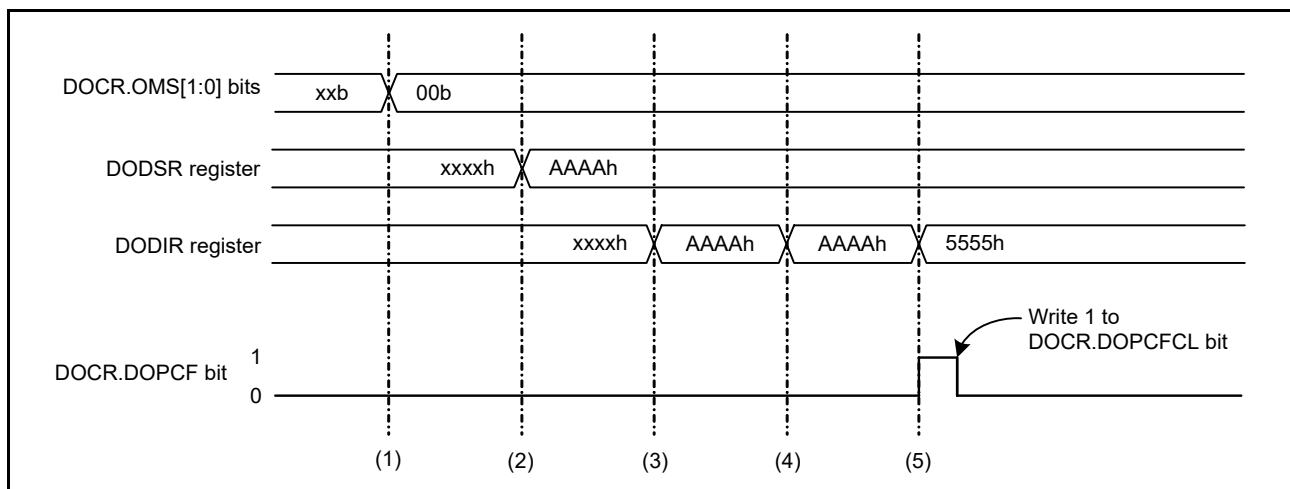 DOCR.OMS[1:0] bits xxb 00b
DODSR register xxxxh AAAAh
DODIR register xxxxh AAAAh AAAAh 5555h
Write 1 to
DOCR.DOPCFCL bit
1
DOCR.DOPCF bit
0
(1) (2) (3) (4) (5)